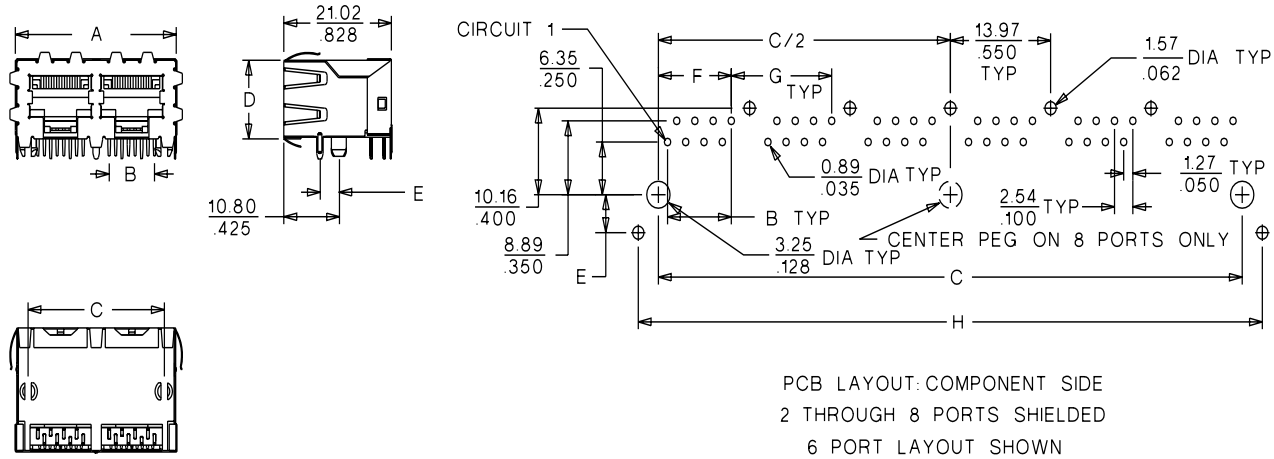 A
D
B
21.02
.828
10.80
.425
E
C
CIRCUIT 1
6.35
.250
C/2
13.97
.550
TYP
1.57
.062
DIA TYP
F
G
TYP
0.89
.035
DIA TYP
1.27
.050
TYP
10.16
.400
8.89
.350
B TYP
2.54
.100
TYP
CENTER PEG ON 8 PORTS ONLY
3.25
.128
DIA TYP
E
C
H
PCB LAYOUT: COMPONENT SIDE
2 THROUGH 8 PORTS SHIELDED
6 PORT LAYOUT SHOWN